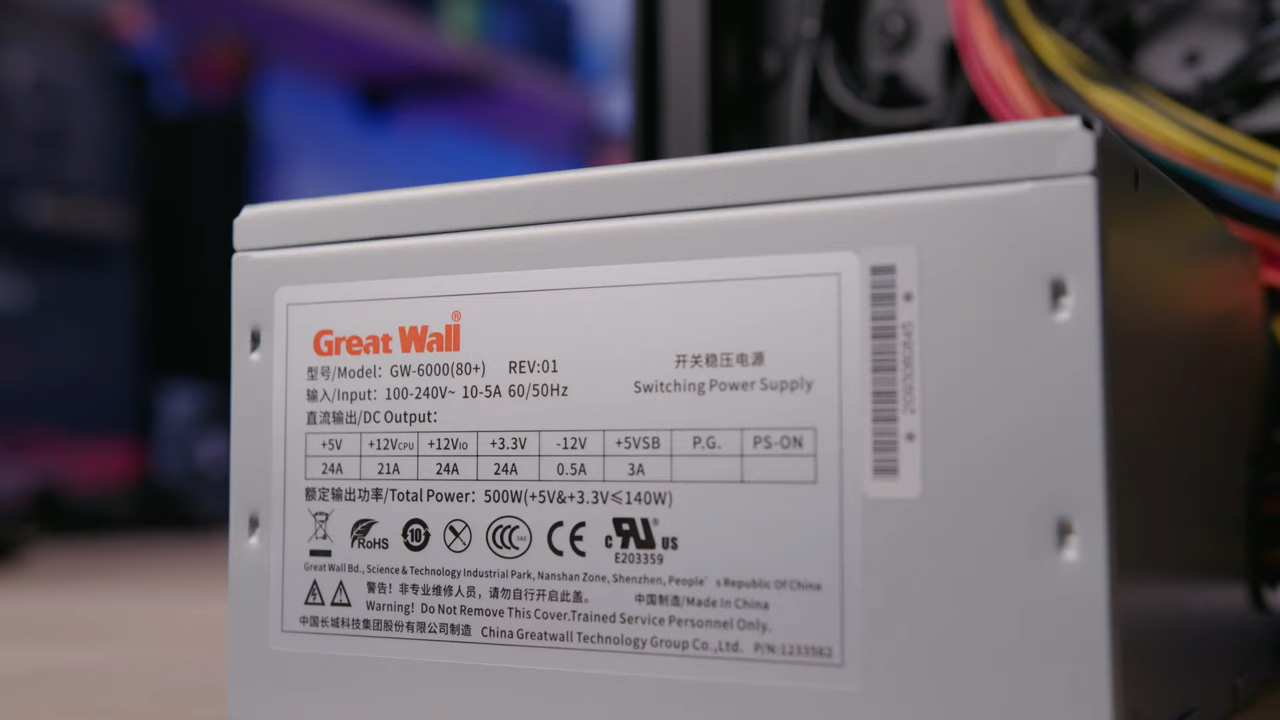 Great Wall®
型号/Model: GW-6000(80+) REV:01
输入/Input: 100-240V~ 10-5A 60/50Hz
开关稳压电源
Switching Power Supply
直流输出/DC Output:
+5V +12VCPU +12VIO +3.3V -12V +5VSB P.G. PS-ON
24A 21A 24A 24A 0.5A 3A
额定输出功率/Total Power: 500W(+5V&+3.3V≤140W)
RoHS 10 CCC CE c RU® US
E203359
Great Wall Bd., Science & Technology Industrial Park, Nanshan Zone, Shenzhen, People's Republic Of China
警告！非专业维修人员，请勿自行开启此盖。 中国制造/Made In China
Warning! Do Not Remove This Cover.Trained Service Personnel Only.
中国长城科技集团股份有限公司制造 China Greatwall Technology Group Co.,Ltd. P/N:1233562